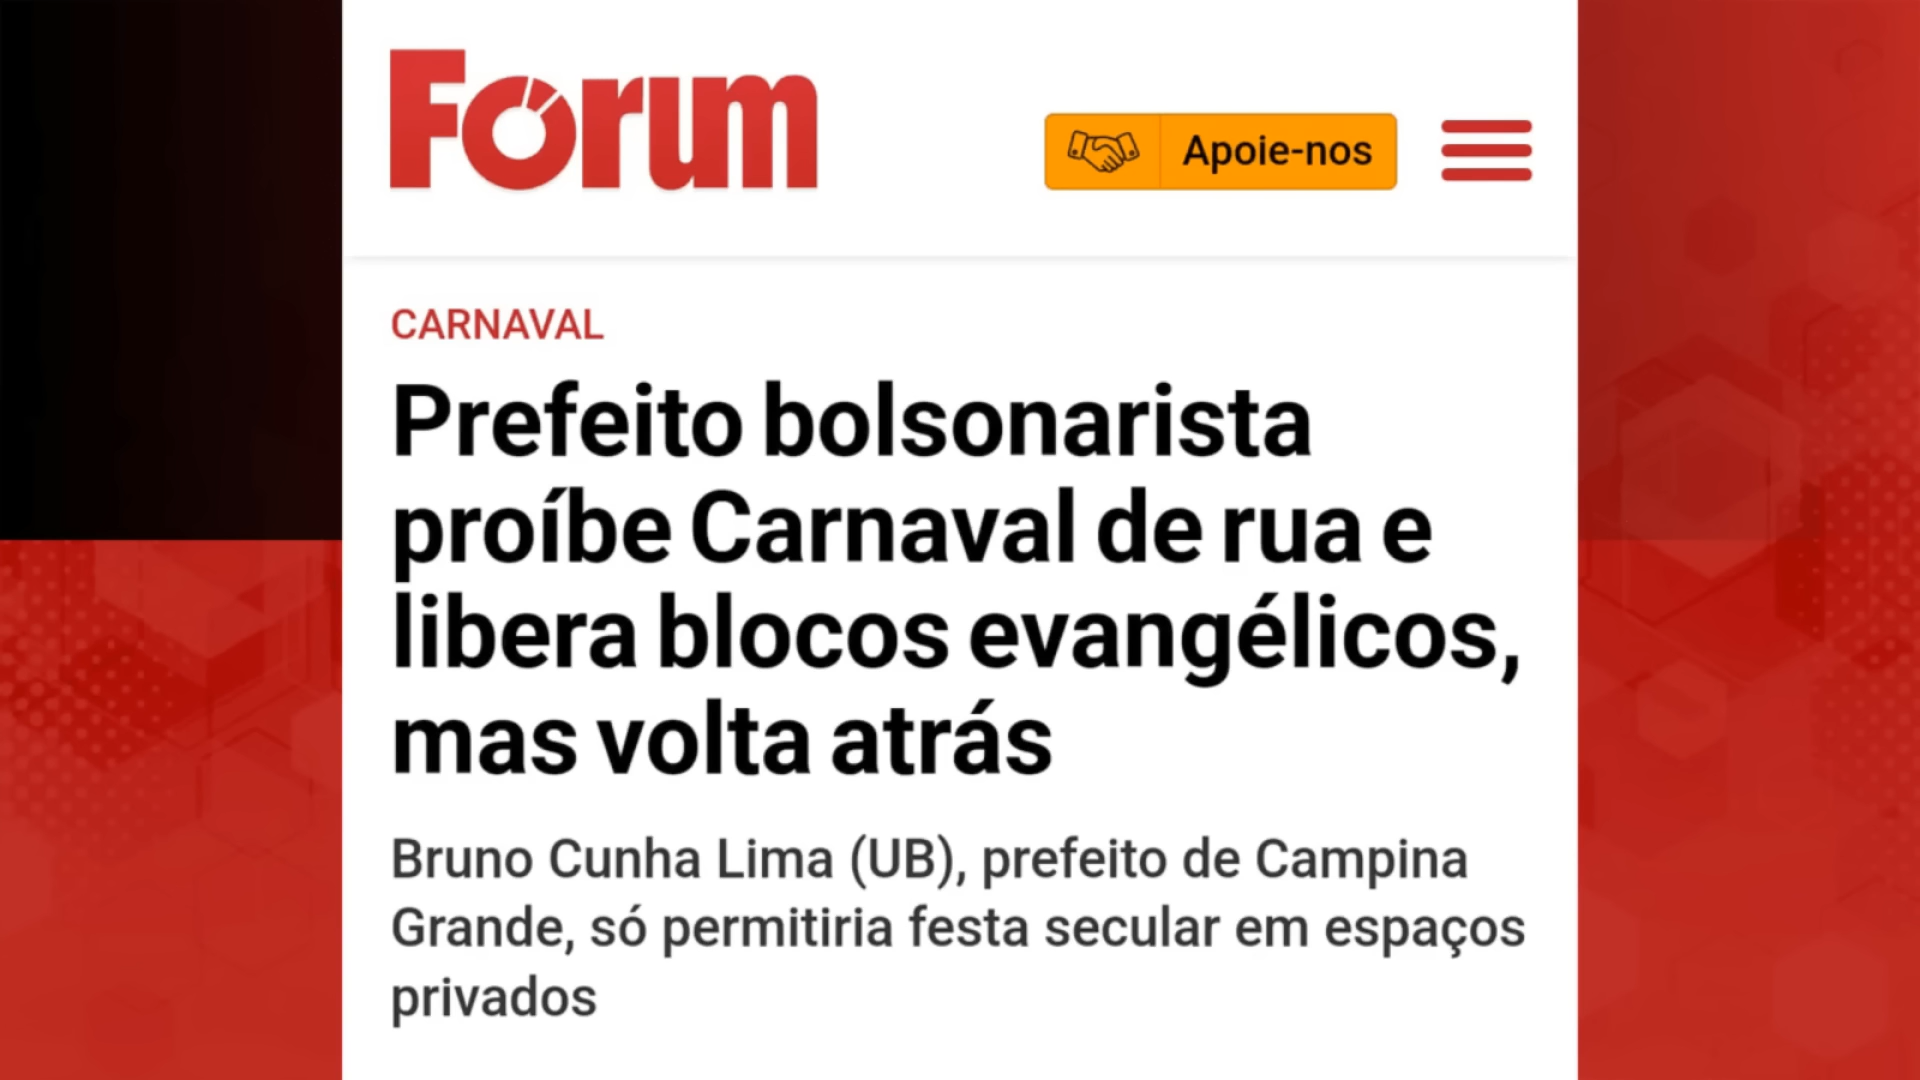 Forum
Apoie-nos
CARNAVAL
Prefeito bolsonarista
proíbe Carnaval de rua e
libera blocos evangélicos,
mas volta atrás
Bruno Cunha Lima (UB), prefeito de Campina
Grande, só permitiria festa secular em espaços
privados